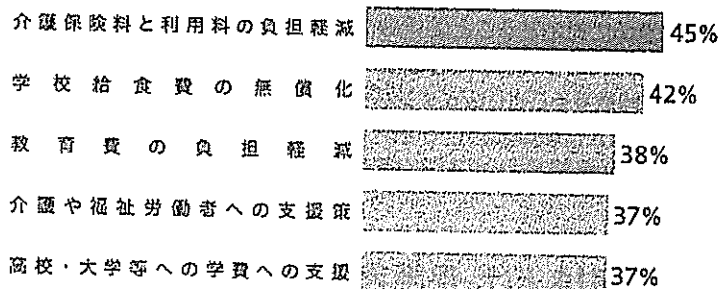 介護保険料と利用料の負担軽減 45%
学校給食費の無償化 42%
教育費の負担軽減 38%
介護や福祉労働者への支援策 37%
高校・大学等への学費への支援 37%